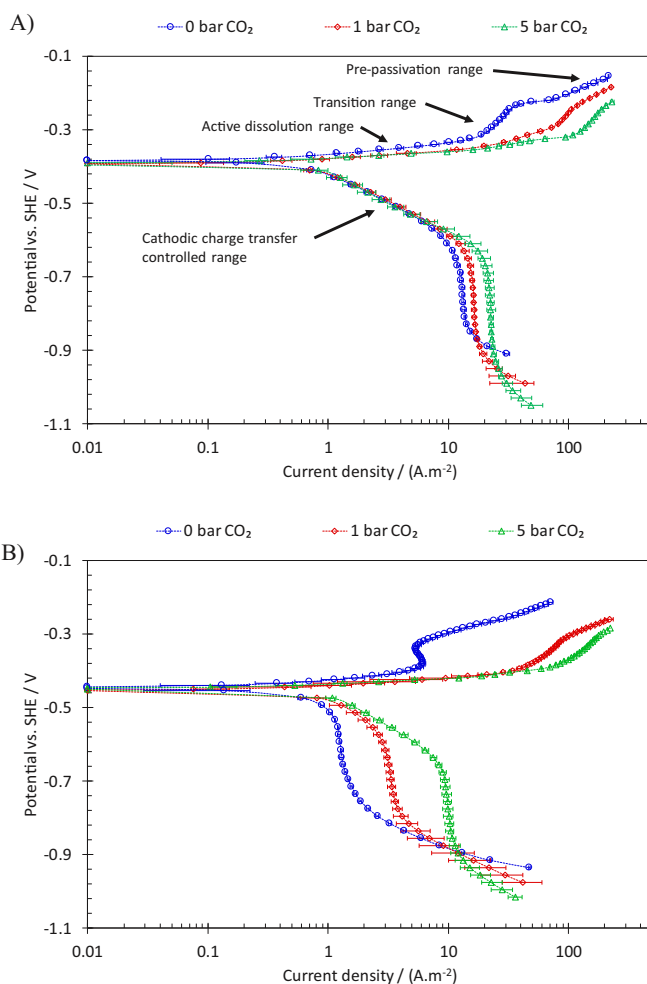 A)
0 bar CO₂ 1 bar CO₂ 5 bar CO₂
-0.1
Pre-passivation range
Transition range
-0.3
Active dissolution range
-0.5
Cathodic charge transfer
controlled range
-0.7
-0.9
-1.1
Potential vs. SHE / V
0.01 0.1 1 10 100
Current density / (A.m⁻²)
B)
0 bar CO₂ 1 bar CO₂ 5 bar CO₂
-0.1
-0.3
-0.5
-0.7
-0.9
-1.1
Potential vs. SHE / V
0.01 0.1 1 10 100
Current density / (A.m⁻²)